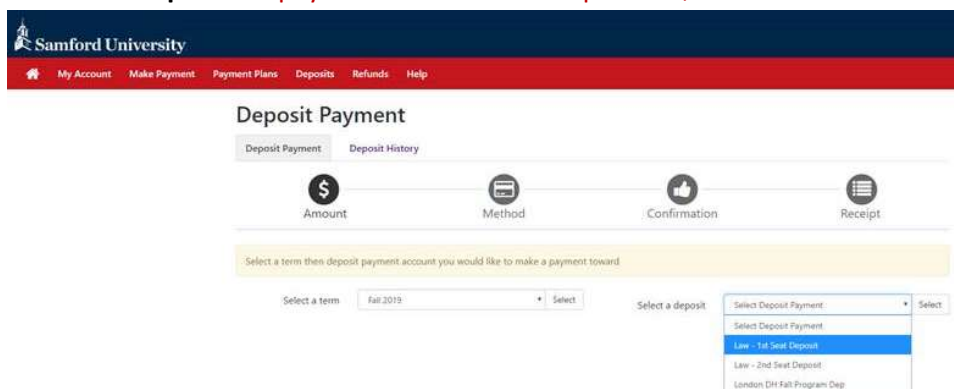 Samford University
My Account Make Payment Payment Plans Deposits Refunds Help
Deposit Payment
Deposit Payment Deposit History
$
Amount Method Confirmation Receipt
Select a term then deposit payment account you would like to make a payment toward
Select a term Fall 2019 Select Select a deposit Select Deposit Payment Select
Select Deposit Payment
Law - 1st Seat Deposit
Law - 2nd Seat Deposit
London DH Fall Program Dep